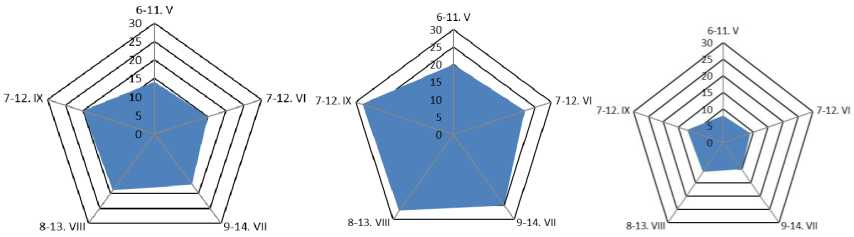 6-11. V
30
25
20
15
10
5
0
7-12. VI
9-14. VII
8-13. VIII
7-12. IX
6-11. V
30
25
20
15
10
5
0
7-12. VI
9-14. VII
8-13. VIII
7-12. IX
6-11. V
30
25
20
15
10
5
0
7-12. VI
9-14. VII
8-13. VIII
7-12. IX